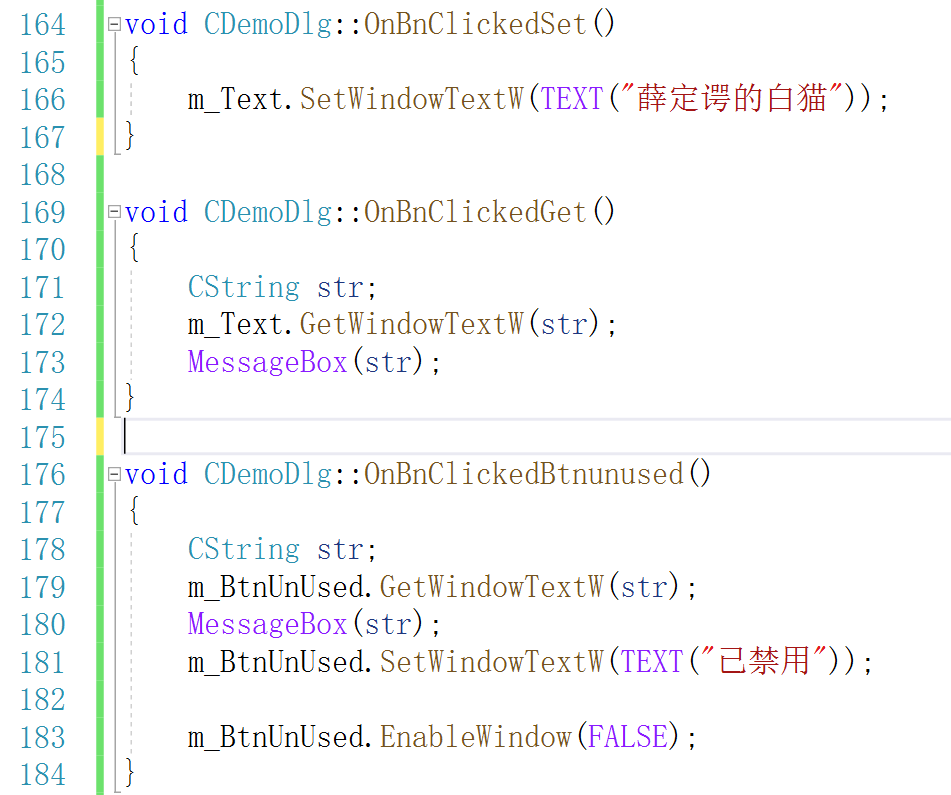 164 void CDemoDlg::OnBnClickedSet()
165 {
166 m_Text.SetWindowTextW(TEXT("薛定谔的白猫"));
167 }
168
169 void CDemoDlg::OnBnClickedGet()
170 {
171 CString str;
172 m_Text.GetWindowTextW(str);
173 MessageBox(str);
174 }
175
176 void CDemoDlg::OnBnClickedBtnunused()
177 {
178 CString str;
179 m_BtnUnUsed.GetWindowTextW(str);
180 MessageBox(str);
181 m_BtnUnUsed.SetWindowTextW(TEXT("已禁用"));
182
183 m_BtnUnUsed.EnableWindow(FALSE);
184 }